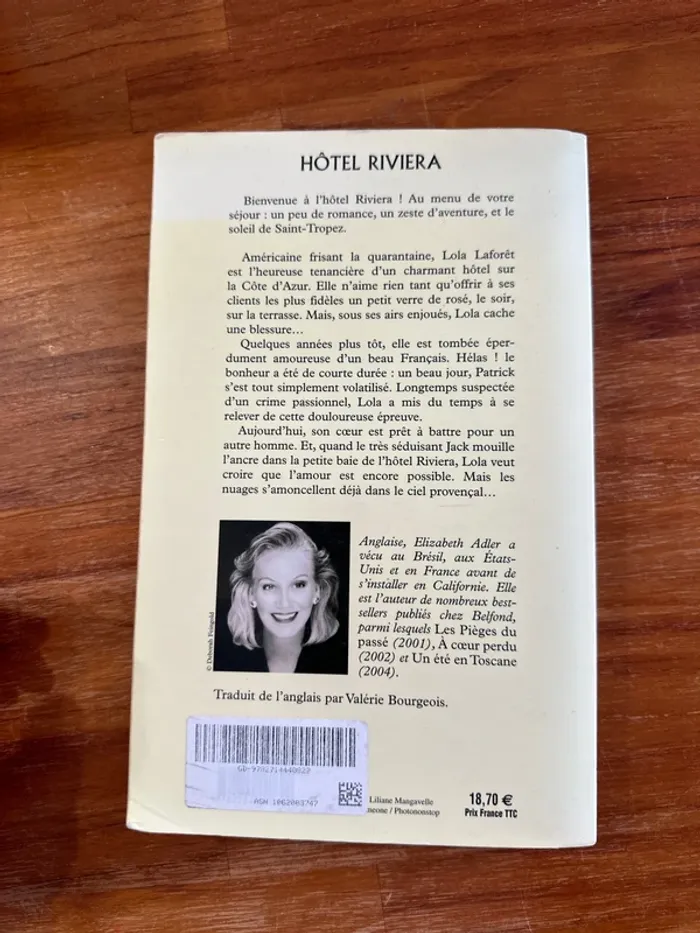 HÔTEL RIVIERA
Bienvenue à l'hôtel Riviera ! Au menu de votre
séjour : un peu de romance, un zeste d'aventure, et le
soleil de Saint-Tropez.
Américaine frisant la quarantaine, Lola Laforêt
est l'heureuse tenancière d'un charmant hôtel sur
la Côte d'Azur. Elle n'aime rien tant qu'offrir à ses
clients les plus fidèles un petit verre de rosé, le soir,
sur la terrasse. Mais, sous ses airs enjoués, Lola cache
une blessure...
Quelques années plus tôt, elle est tombée éper-
dument amoureuse d'un beau Français. Hélas ! le
bonheur a été de courte durée : un beau jour, Patrick
s'est tout simplement volatilisé. Longtemps suspectée
d'un crime passionnel, Lola a mis du temps à se
relever de cette douloureuse épreuve.
Aujourd'hui, son cœur est prêt à battre pour un
autre homme. Et, quand le très séduisant Jack mouille
l'ancre dans la petite baie de l'hôtel Riviera, Lola veut
croire que l'amour est encore possible. Mais les
nuages s'amoncellent déjà dans le ciel provençal...
© Deborah Feingold
Anglaise, Elizabeth Adler a
vécu au Brésil, aux États-
Unis et en France avant de
s'installer en Californie. Elle
est l'auteur de nombreux best-
sellers publiés chez Belfond,
parmi lesquels Les Pièges du
passé (2001), À cœur perdu
(2002) et Un été en Toscane
(2004).
Traduit de l'anglais par Valérie Bourgeois.
GD-9782714440822
Liliane Mangavelle
neone / Photononstop
18,70 €
Prix France TTC